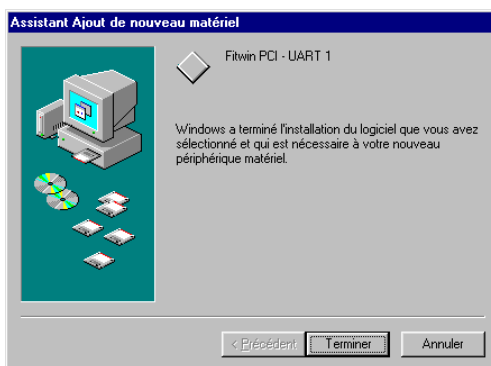 Assistant Ajout de nouveau matériel
Fitwin PCI - UART 1
Windows a terminé l'installation du logiciel que vous avez
sélectionné et qui est nécessaire à votre nouveau
périphérique matériel.
< Précédent
Terminer
Annuler